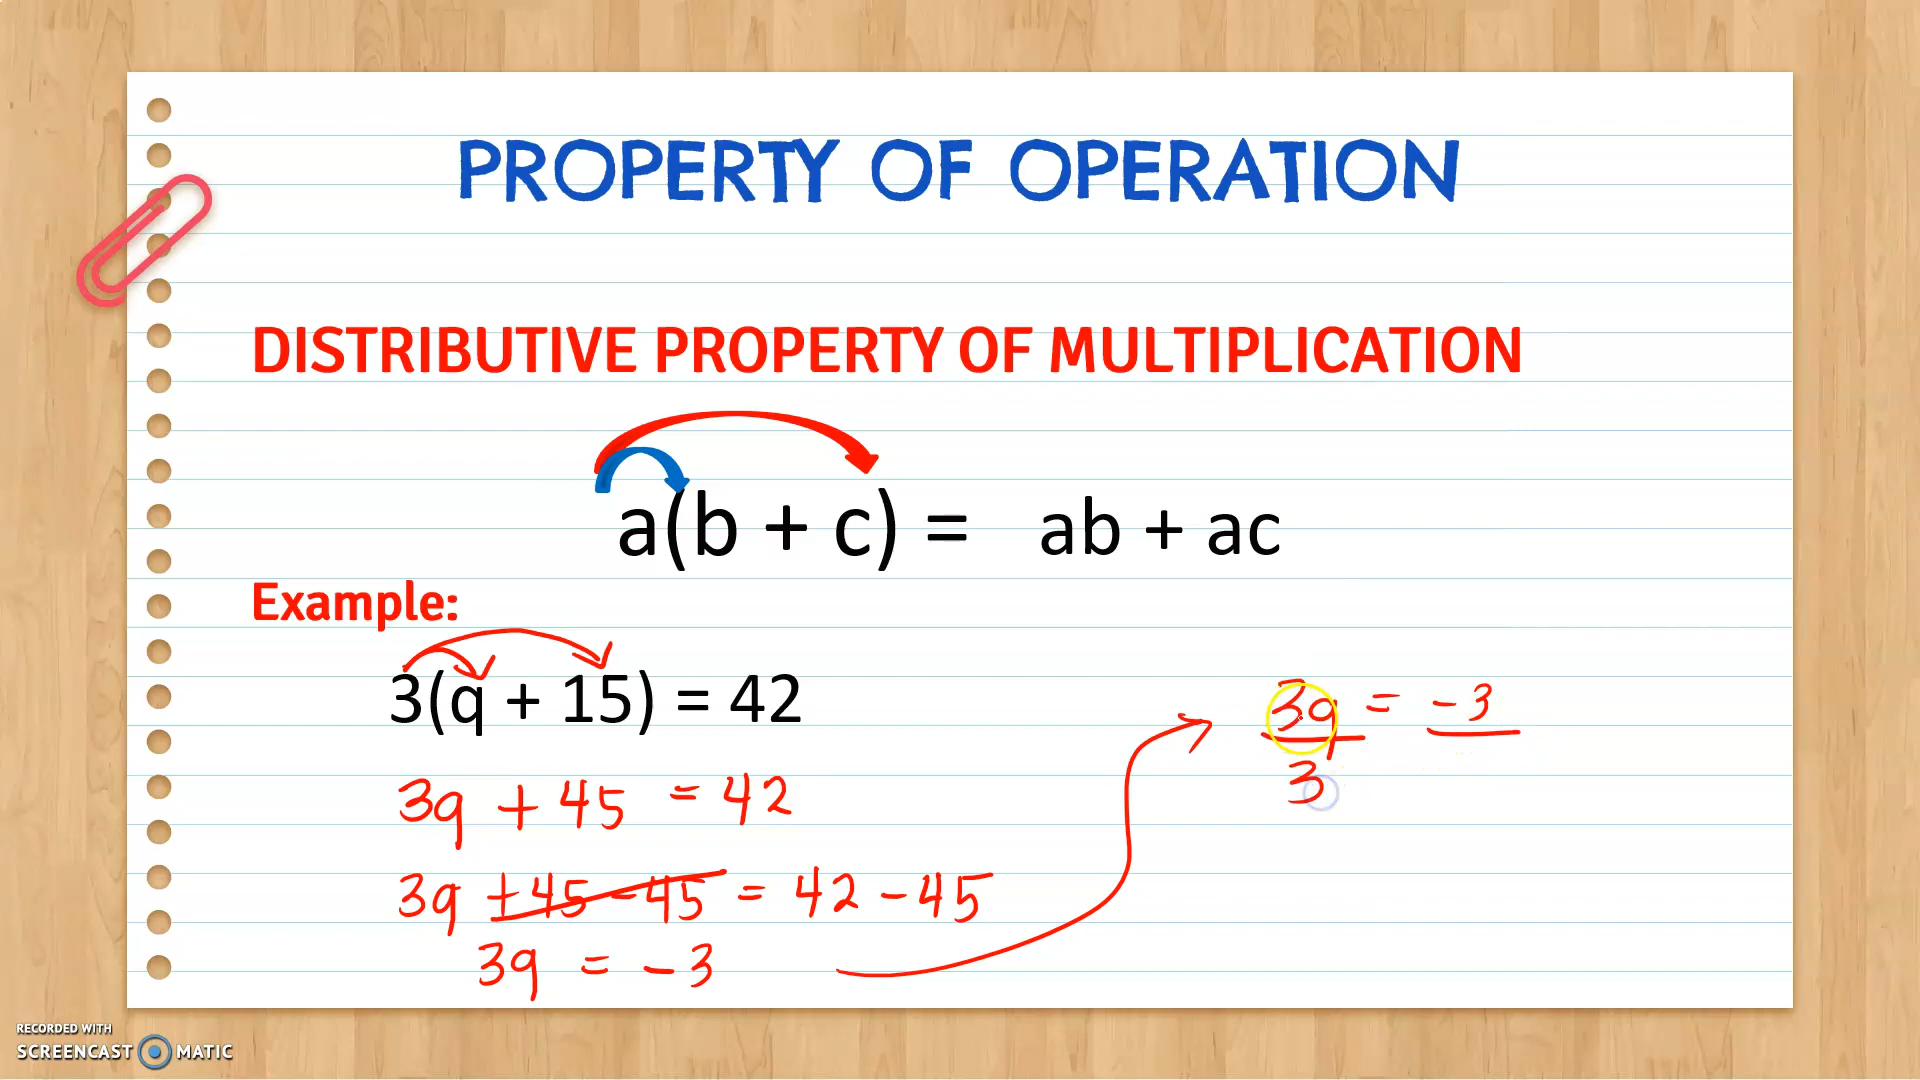 PROPERTY OF OPERATION
DISTRIBUTIVE PROPERTY OF MULTIPLICATION
a(b + c) = ab + ac
Example:
3(q + 15) = 42
3q + 45 = 42
3q + 45 - 45 = 42 - 45
3q = -3
3q = -3
3
RECORDED WITH
SCREENCAST MATIC